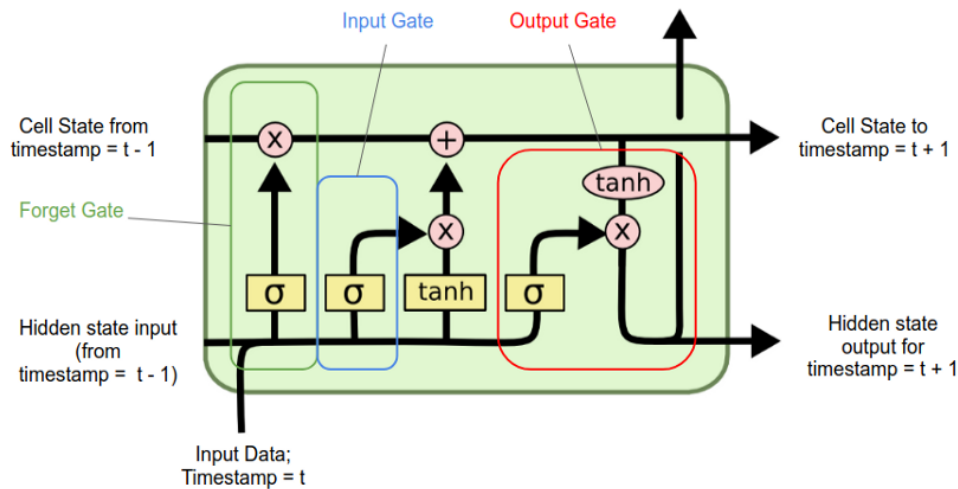 Input Gate
Output Gate
Cell State from
timestamp = t - 1
x
+
Cell State to
timestamp = t + 1
tanh
Forget Gate
x
x
σ
σ
tanh
σ
Hidden state input
(from
timestamp =  t - 1)
Hidden state
output for
timestamp = t + 1
Input Data;
Timestamp = t